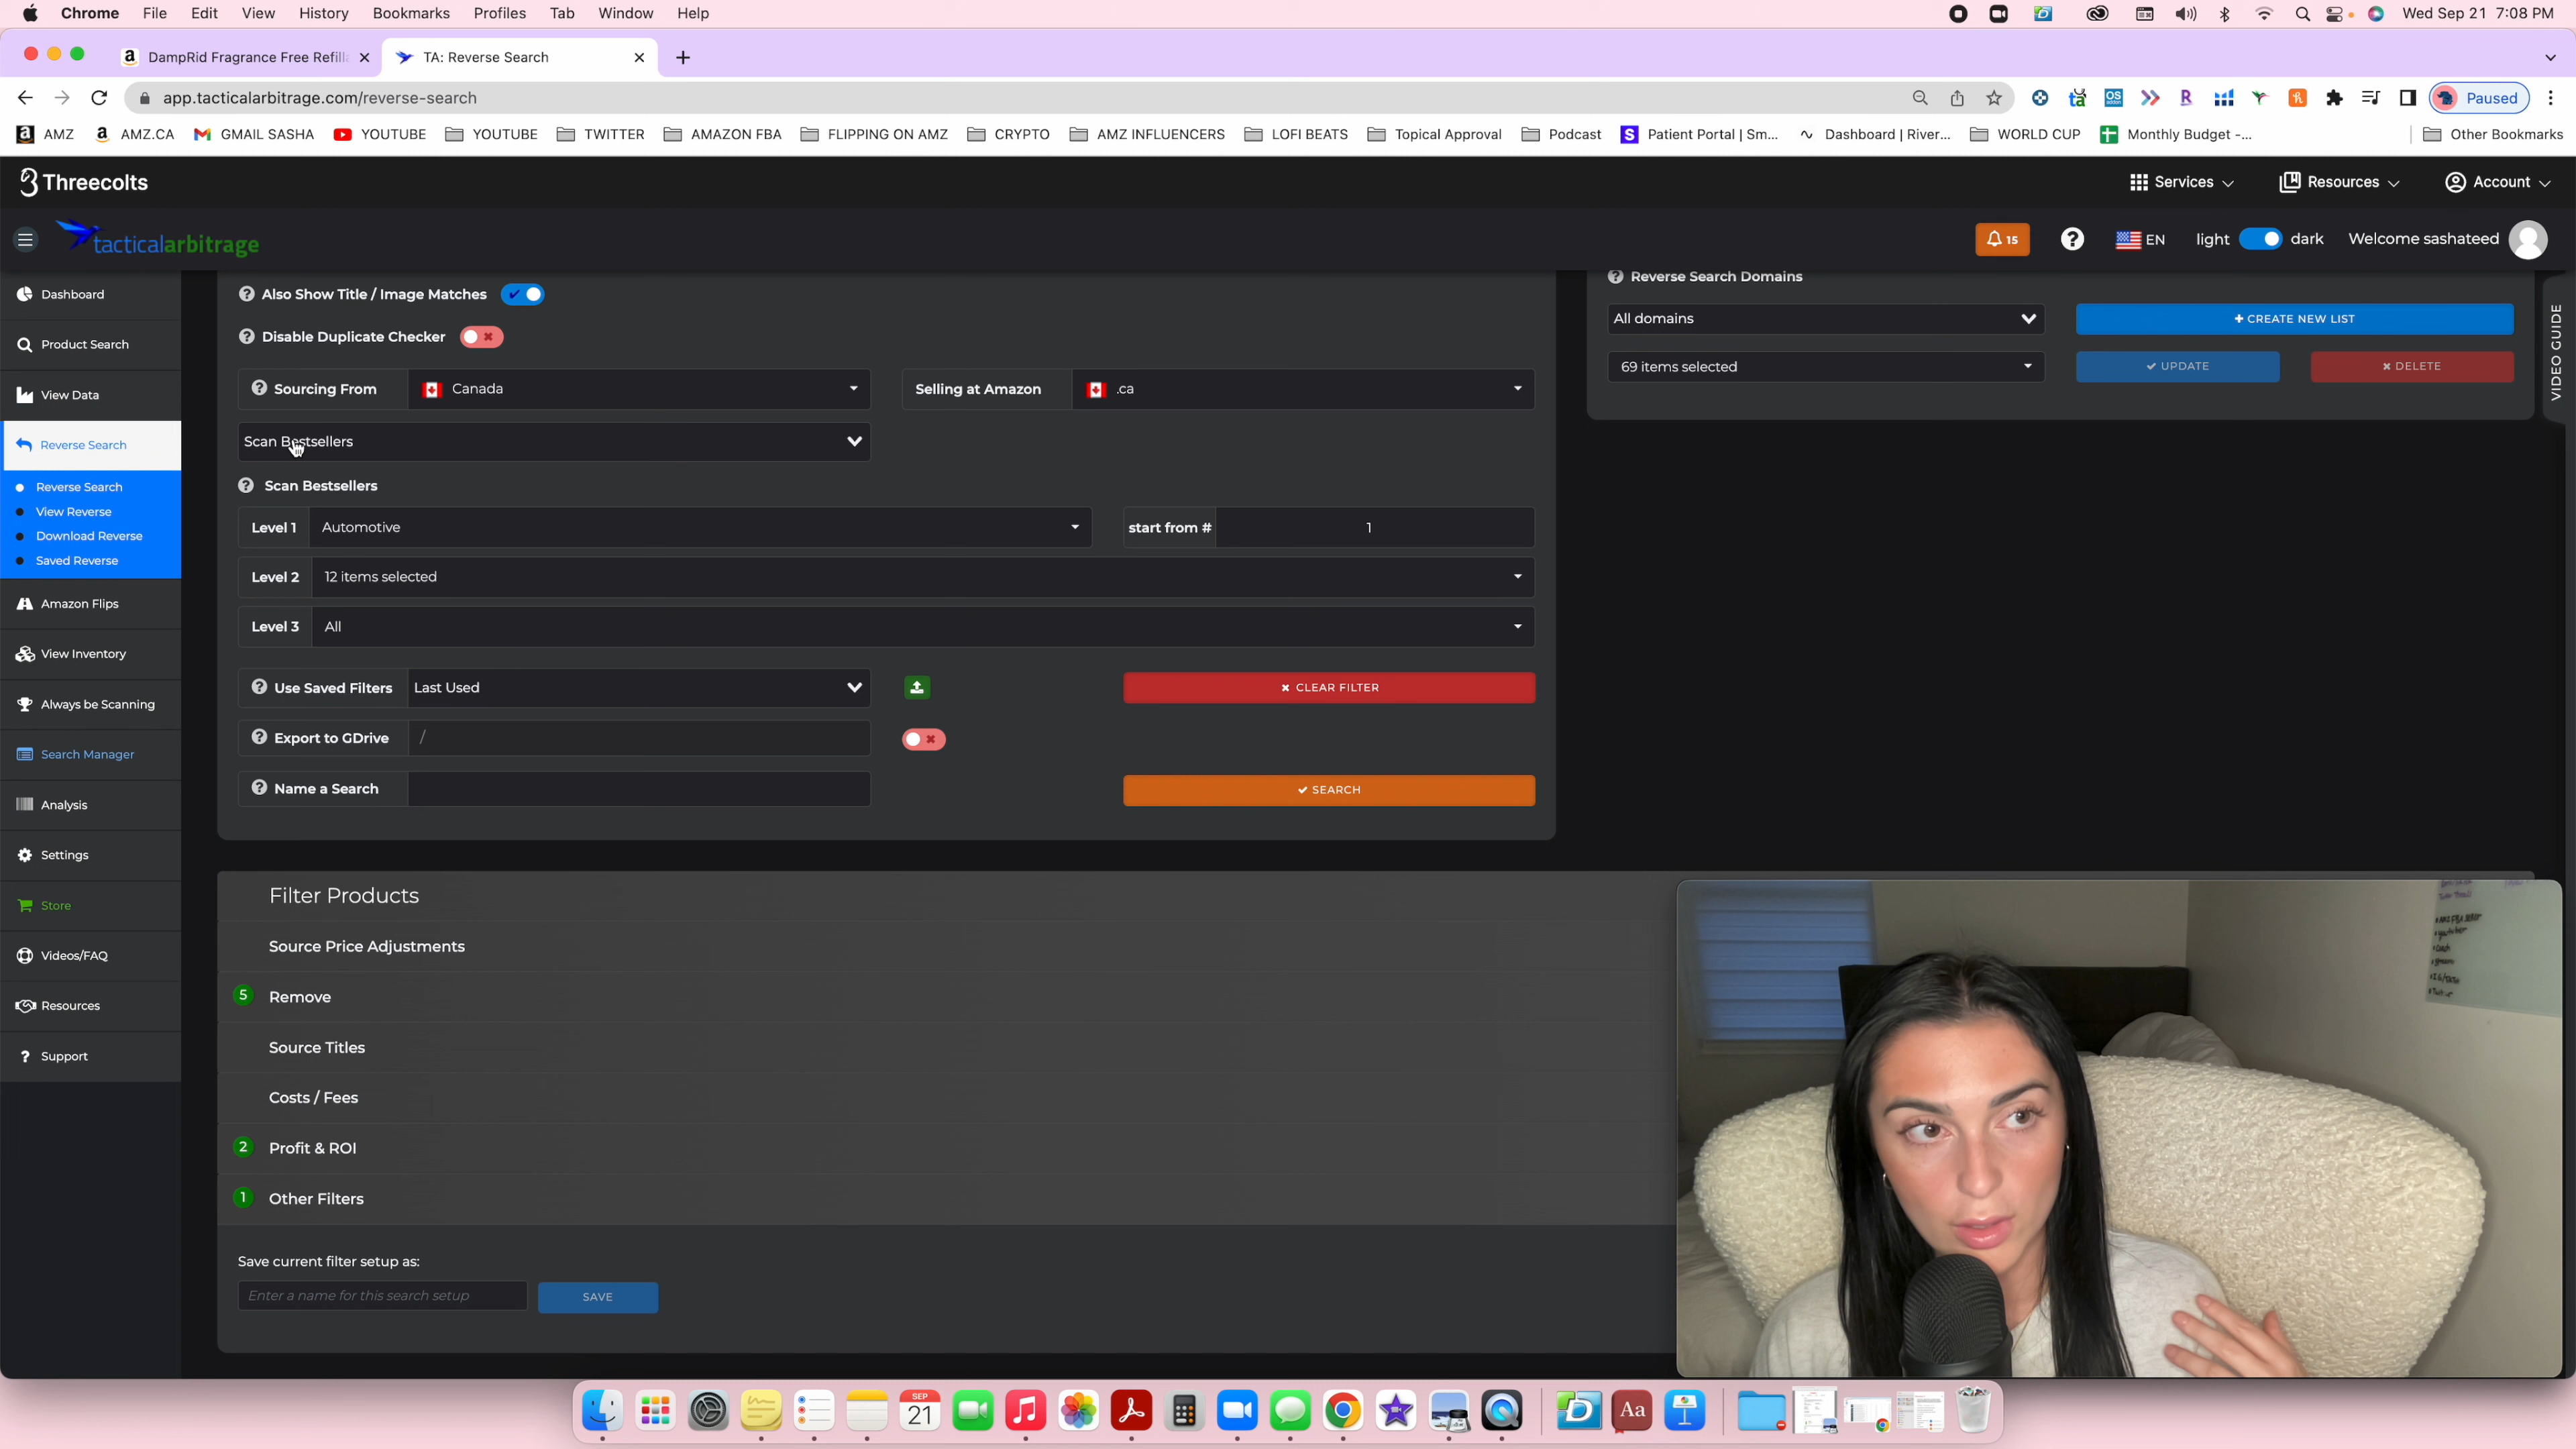 Chrome File Edit View History Bookmarks Profiles Tab Window Help Wed Sep 21 7:08 PM
DampRid Fragrance Free Refill TA: Reverse Search
app.tacticalarbitrage.com/reverse-search Paused
AMZ AMZ.CA GMAIL SASHA YOUTUBE YOUTUBE TWITTER AMAZON FBA FLIPPING ON AMZ CRYPTO AMZ INFLUENCERS LOFI BEATS Topical Approval Podcast Patient Portal | Sm... Dashboard | River... WORLD CUP Monthly Budget -... Other Bookmarks
Threecolts Services Resources Account
tacticalarbitrage 15 EN light dark Welcome sashateed
Dashboard
Product Search
View Data
Reverse Search
Reverse Search
View Reverse
Download Reverse
Saved Reverse
Amazon Flips
View Inventory
Always be Scanning
Search Manager
Analysis
Settings
Store
Videos/FAQ
Resources
Support
Also Show Title / Image Matches
Disable Duplicate Checker
Sourcing From Canada Selling at Amazon .ca
Scan Bestsellers
Scan Bestsellers
Level 1 Automotive start from # 1
Level 2 12 items selected
Level 3 All
Use Saved Filters Last Used CLEAR FILTER
Export to GDrive /
Name a Search SEARCH
Reverse Search Domains
All domains + CREATE NEW LIST
69 items selected UPDATE DELETE
VIDEO GUIDE
Filter Products
Source Price Adjustments
5 Remove
Source Titles
Costs / Fees
2 Profit & ROI
1 Other Filters
Save current filter setup as:
Enter a name for this search setup SAVE
SEP
21
Aa